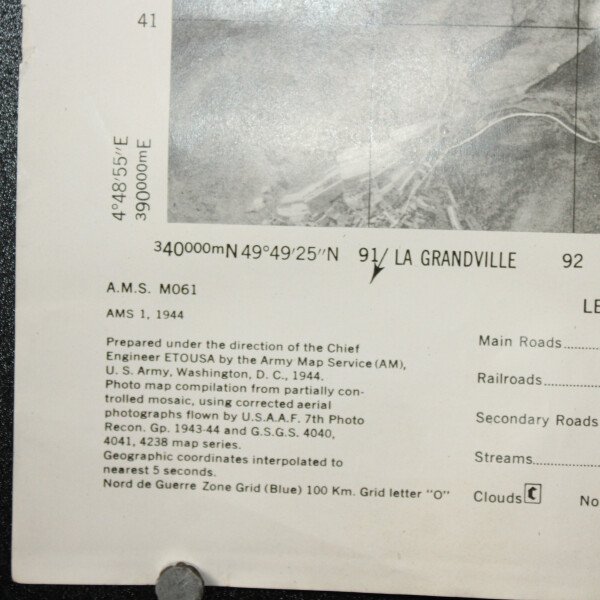 41
4°48′55″E
390000mE
340000mN 49°49′25″N 91/ LA GRANDVILLE 92
A.M.S. M061
AMS 1, 1944
LE
Prepared under the direction of the Chief
Engineer ETOUSA by the Army Map Service (AM),
U. S. Army, Washington, D. C., 1944.
Photo map compilation from partially con-
trolled mosaic, using corrected aerial
photographs flown by U.S.A.A.F. 7th Photo
Recon. Gp. 1943-44 and G.S.G.S. 4040,
4041, 4238 map series.
Geographic coordinates interpolated to
nearest 5 seconds.
Nord de Guerre Zone Grid (Blue) 100 Km. Grid letter "O"
Main Roads
Railroads
Secondary Roads
Streams
Clouds C No